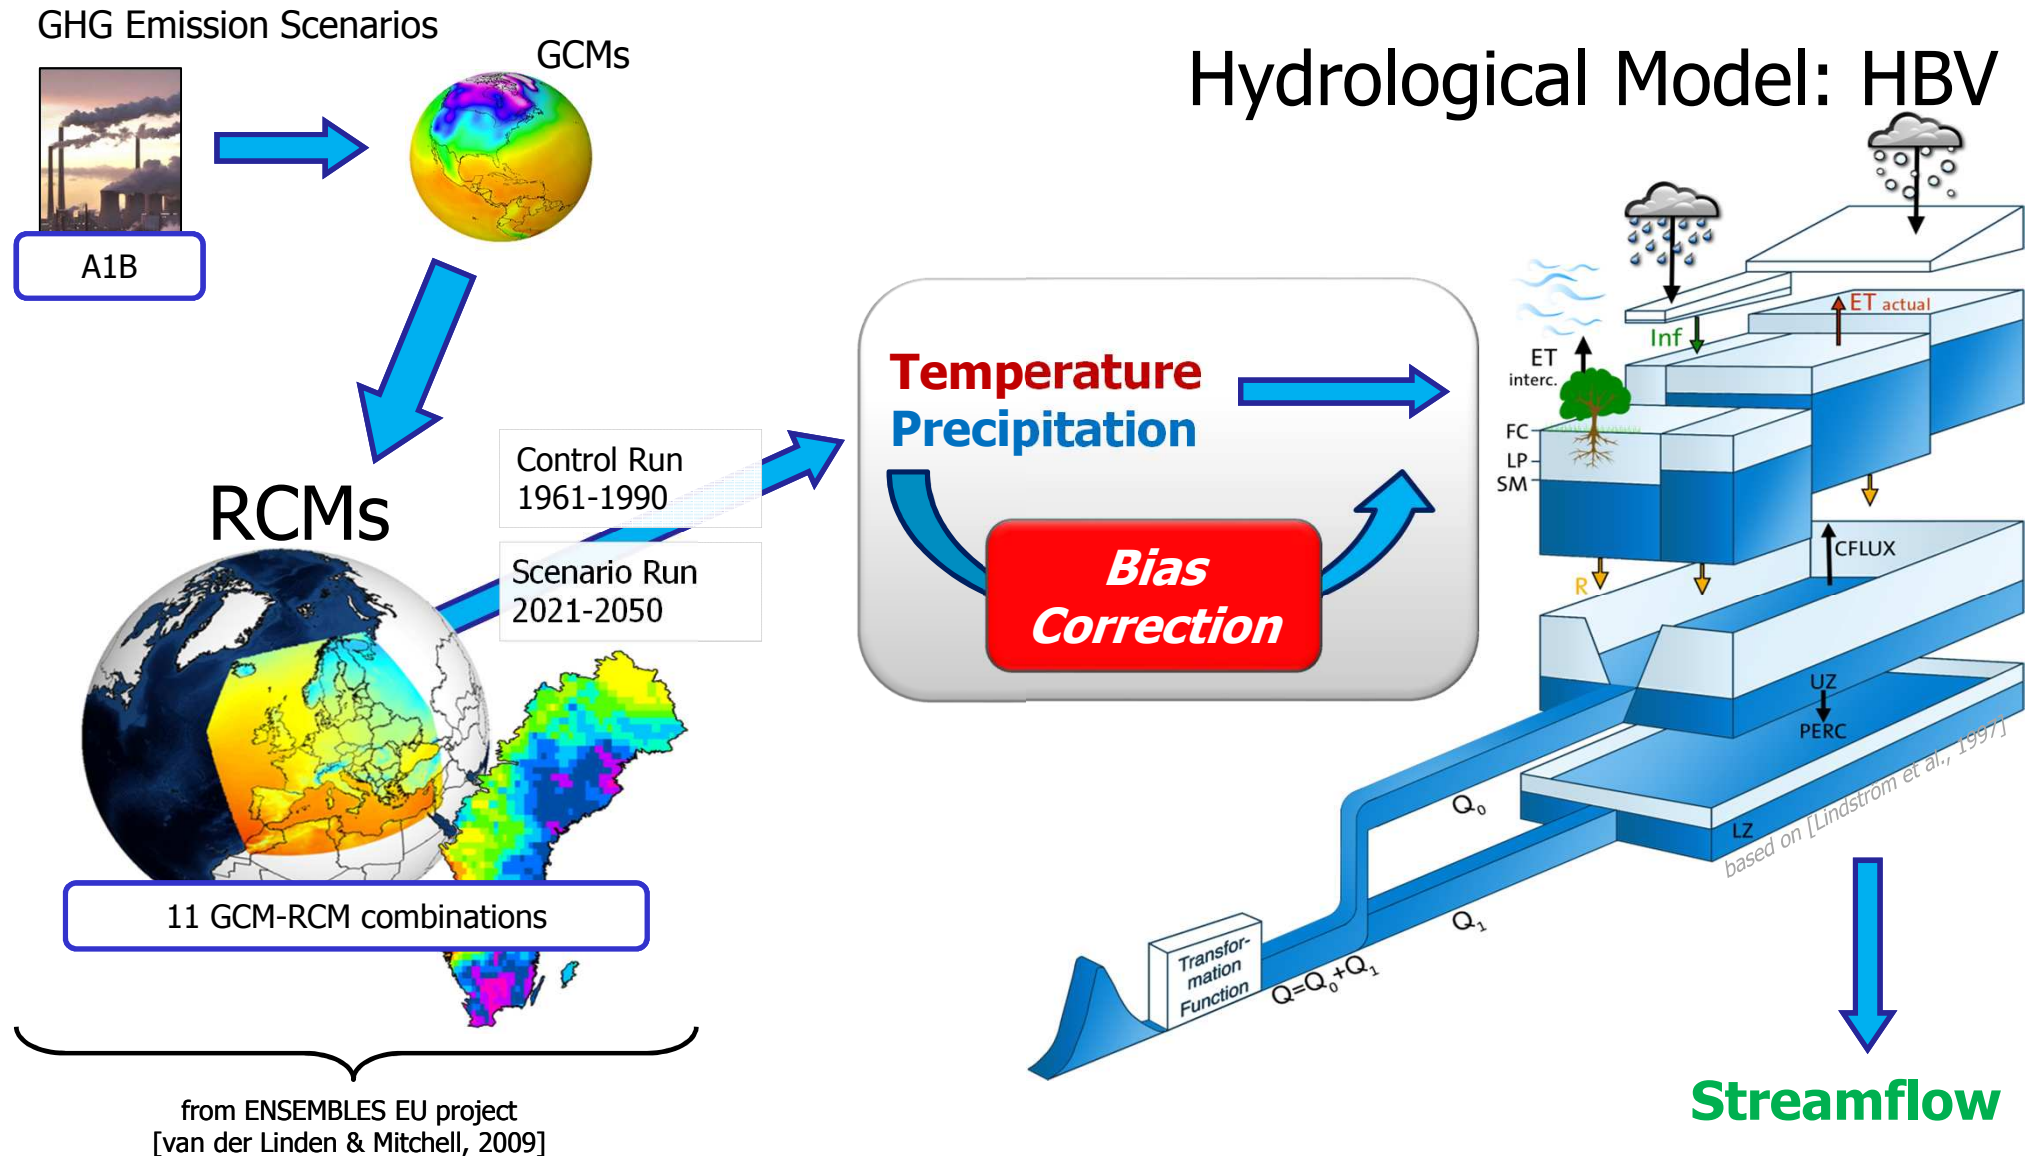 GHG Emission Scenarios
GCMs
A1B
RCMs
Control Run
1961-1990
Scenario Run
2021-2050
11 GCM-RCM combinations
from ENSEMBLES EU project
[van der Linden & Mitchell, 2009]
Temperature
Precipitation
Bias
Correction
Hydrological Model: HBV
ET actual
Inf
ET
interc.
FC
LP
SM
R
CFLUX
UZ
PERC
LZ
based on [Lindström et al., 1997]
Q₀
Q₁
Q=Q₀+Q₁
Transfor-
mation
Function
Streamflow